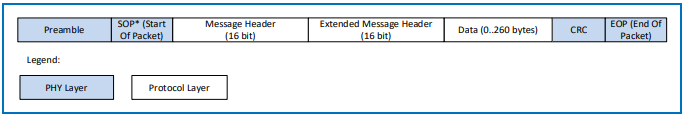 Preamble
SOP* (Start
Of Packet)
Message Header
(16 bit)
Extended Message Header
(16 bit)
Data (0..260 bytes)
CRC
EOP (End Of
Packet)
Legend:
PHY Layer
Protocol Layer